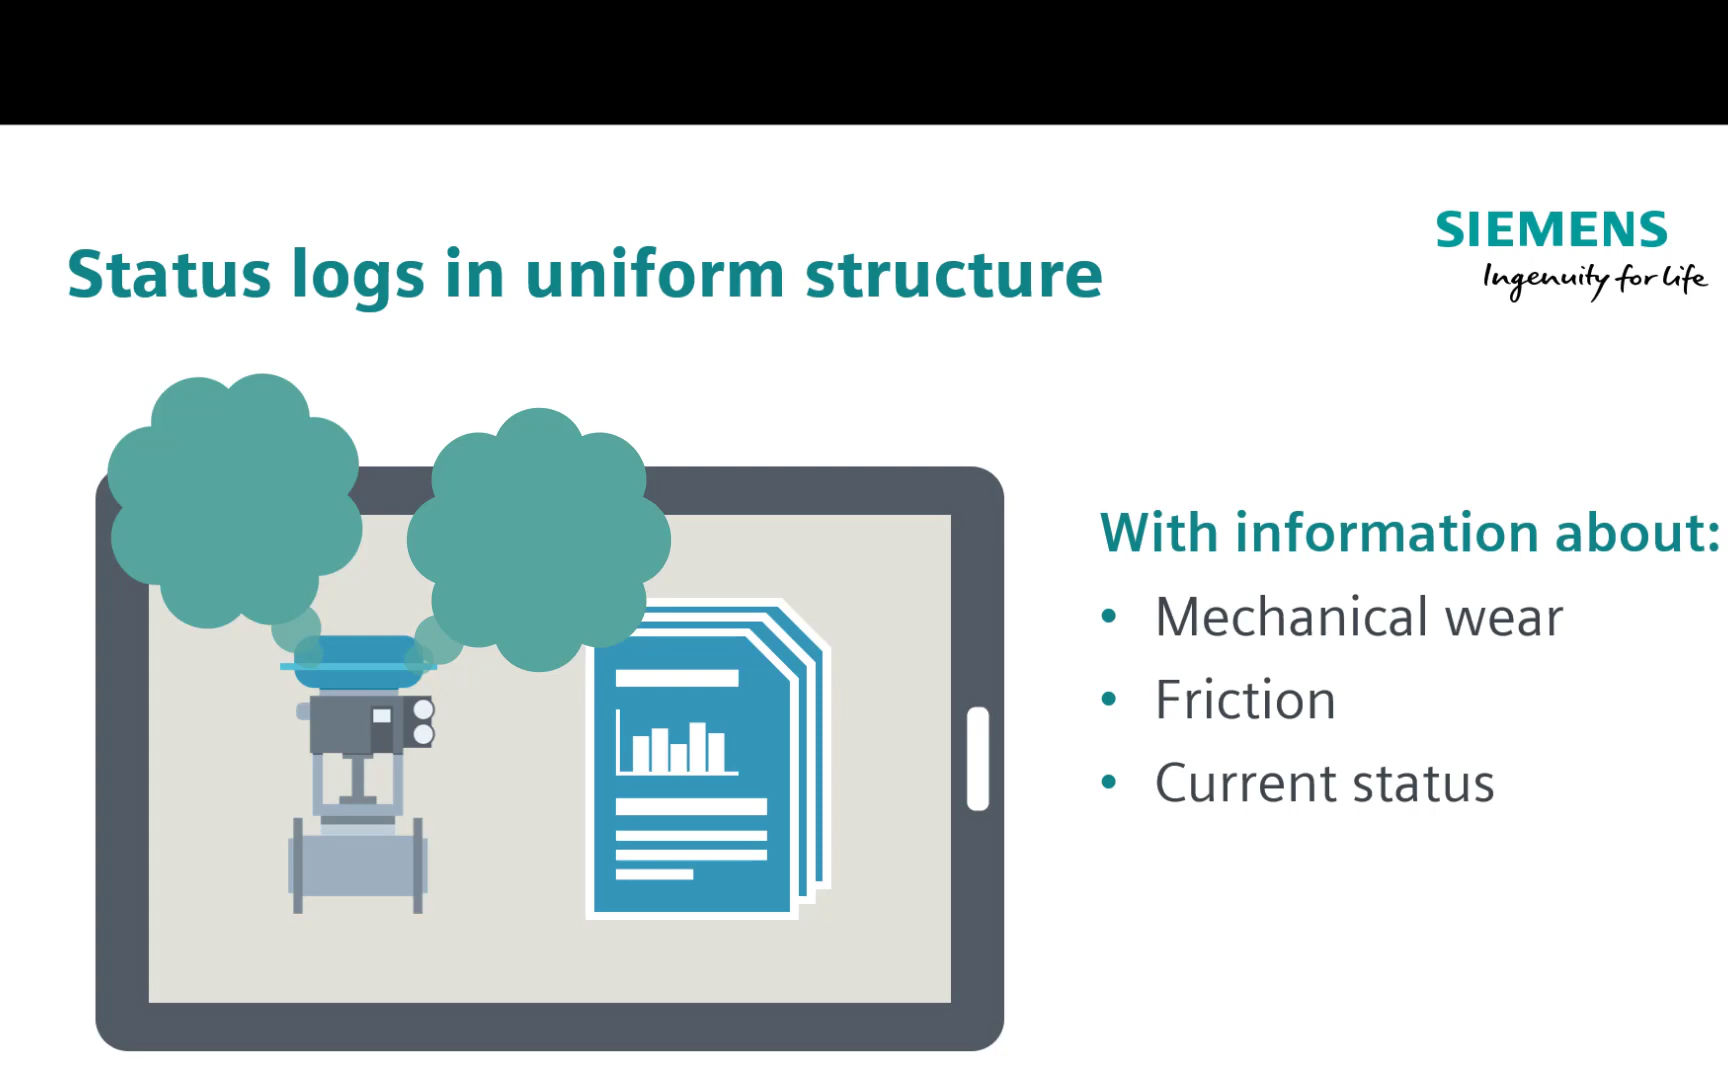 SIEMENS
Ingenuity for life
Status logs in uniform structure
With information about:
• Mechanical wear
• Friction
• Current status